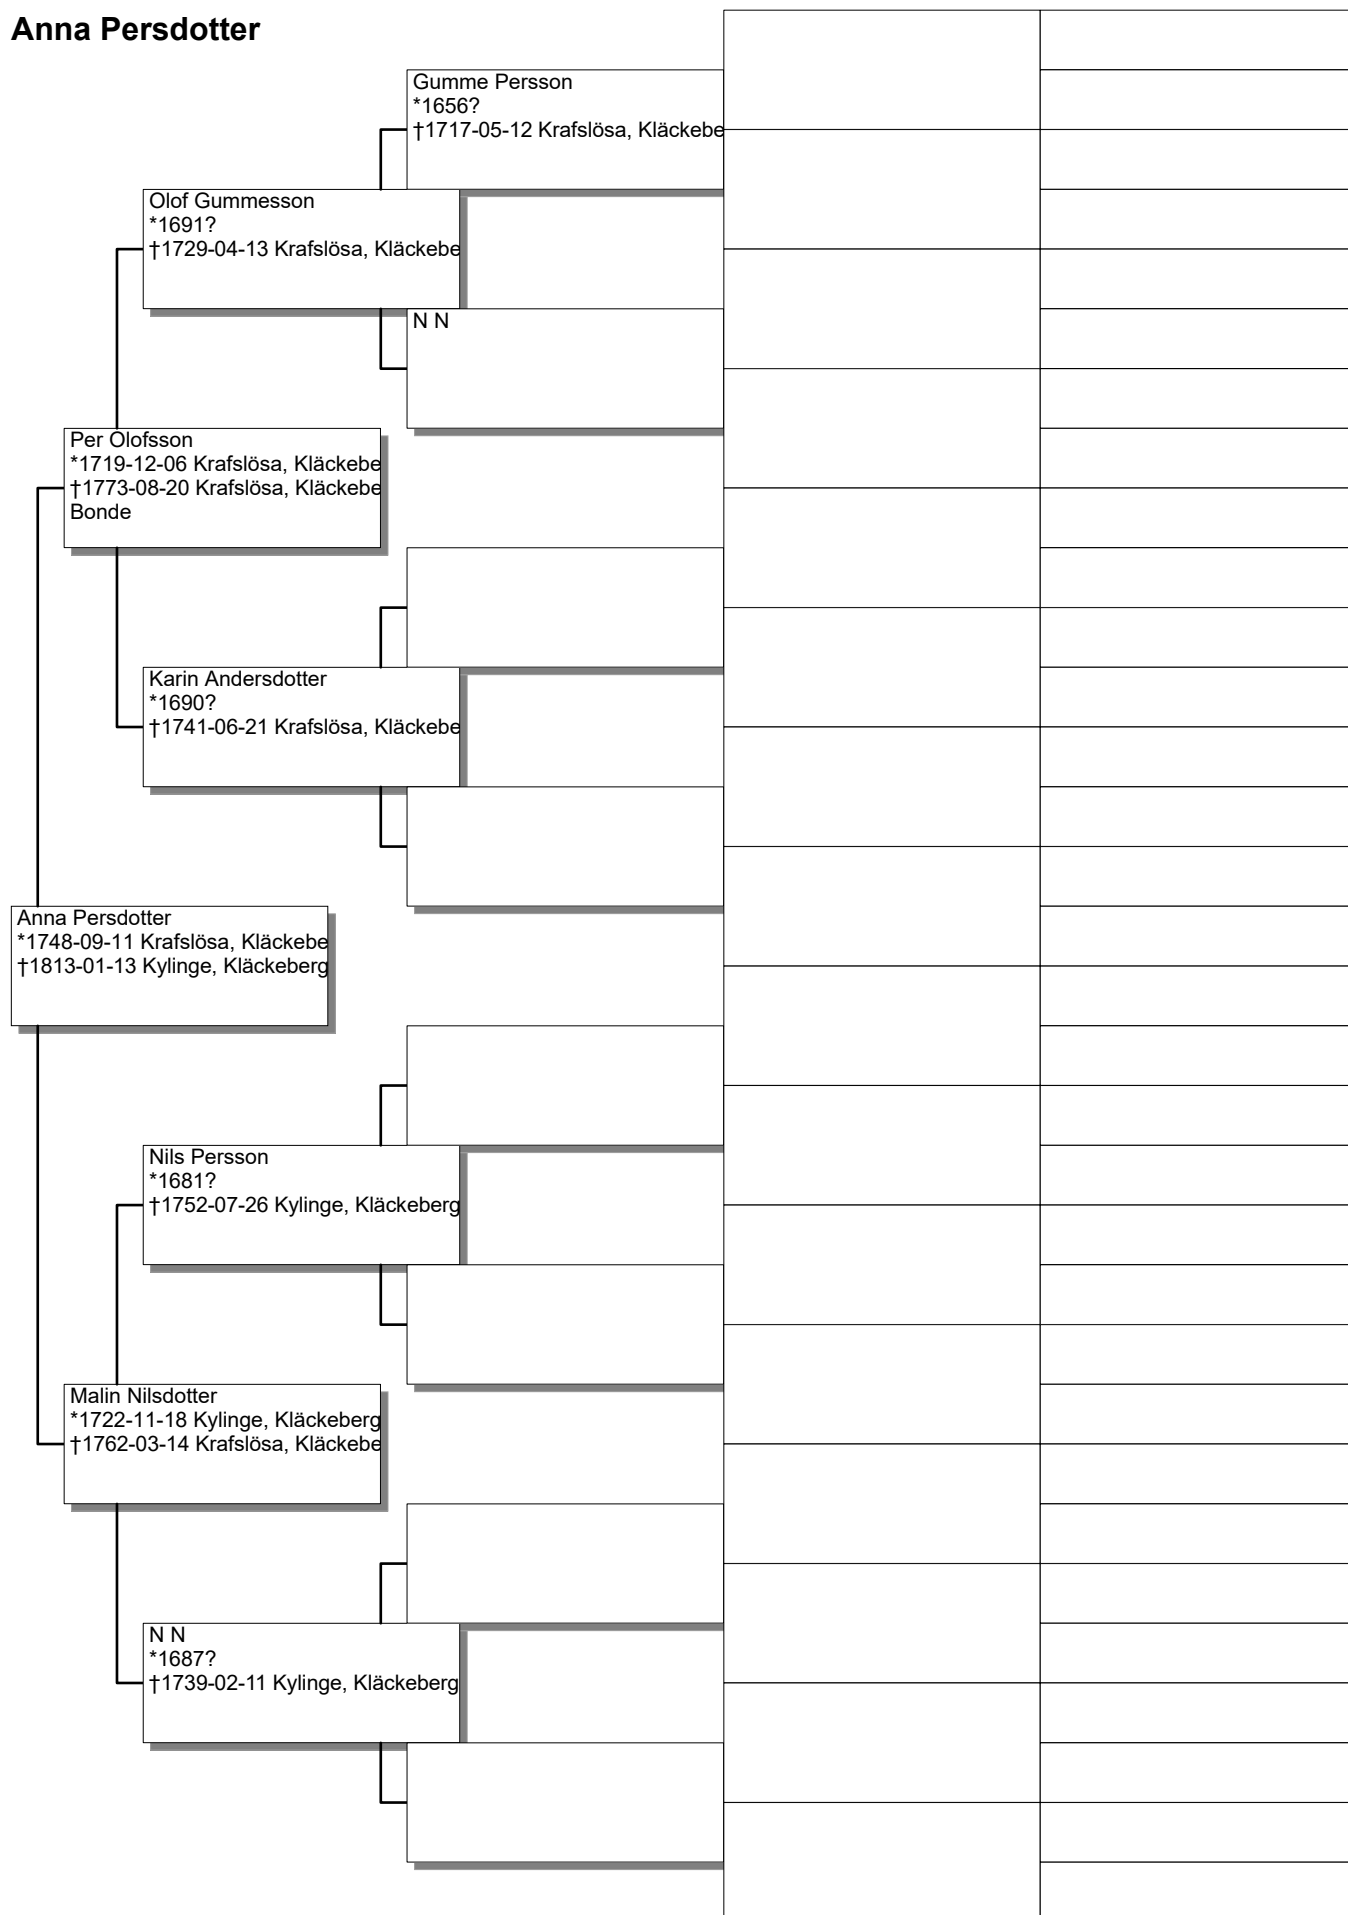 Anna Persdotter
Gumme Persson
*1656?
†1717-05-12 Krafslösa, Kläckebe
Olof Gummesson
*1691?
†1729-04-13 Krafslösa, Kläckebe
N N
Per Olofsson
*1719-12-06 Krafslösa, Kläckebe
†1773-08-20 Krafslösa, Kläckebe
Bonde
Karin Andersdotter
*1690?
†1741-06-21 Krafslösa, Kläckebe
Anna Persdotter
*1748-09-11 Krafslösa, Kläckebe
†1813-01-13 Kylinge, Kläckeberg
Nils Persson
*1681?
†1752-07-26 Kylinge, Kläckeberg
Malin Nilsdotter
*1722-11-18 Kylinge, Kläckeberg
†1762-03-14 Krafslösa, Kläckebe
N N
*1687?
†1739-02-11 Kylinge, Kläckeberg